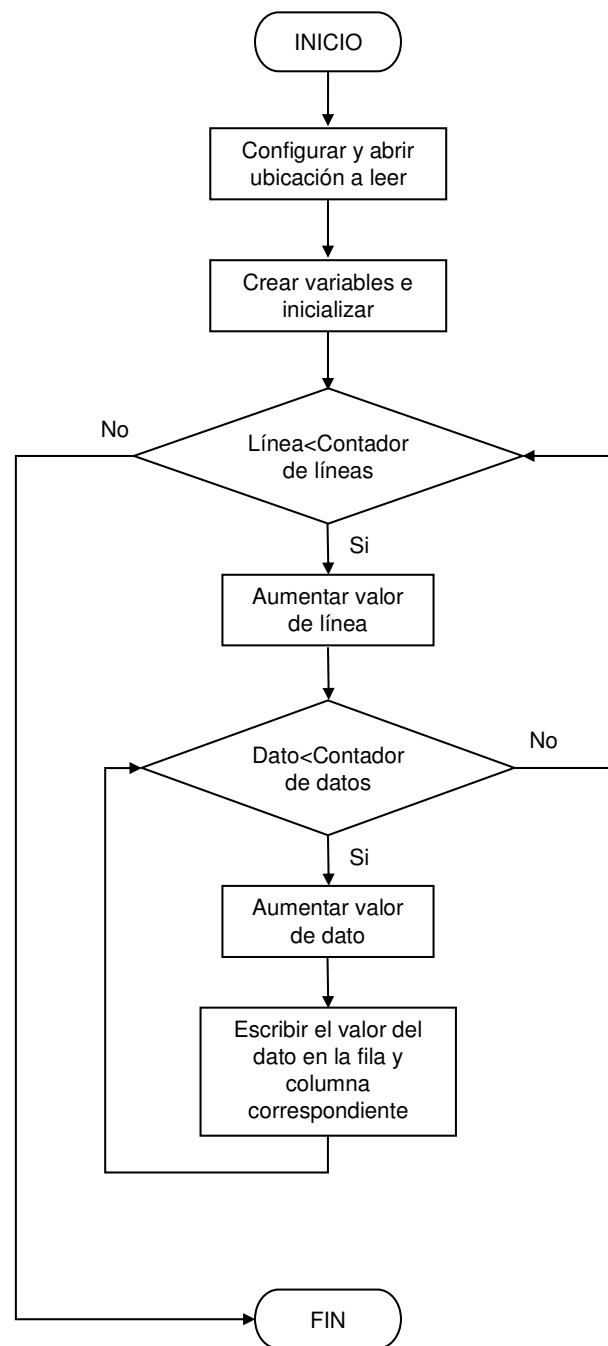 INICIO
Configurar y abrir
ubicación a leer
Crear variables e
inicializar
No
Línea<Contador
de líneas
Si
Aumentar valor
de línea
Dato<Contador
de datos
No
Si
Aumentar valor
de dato
Escribir el valor del
dato en la fila y
columna
correspondiente
FIN